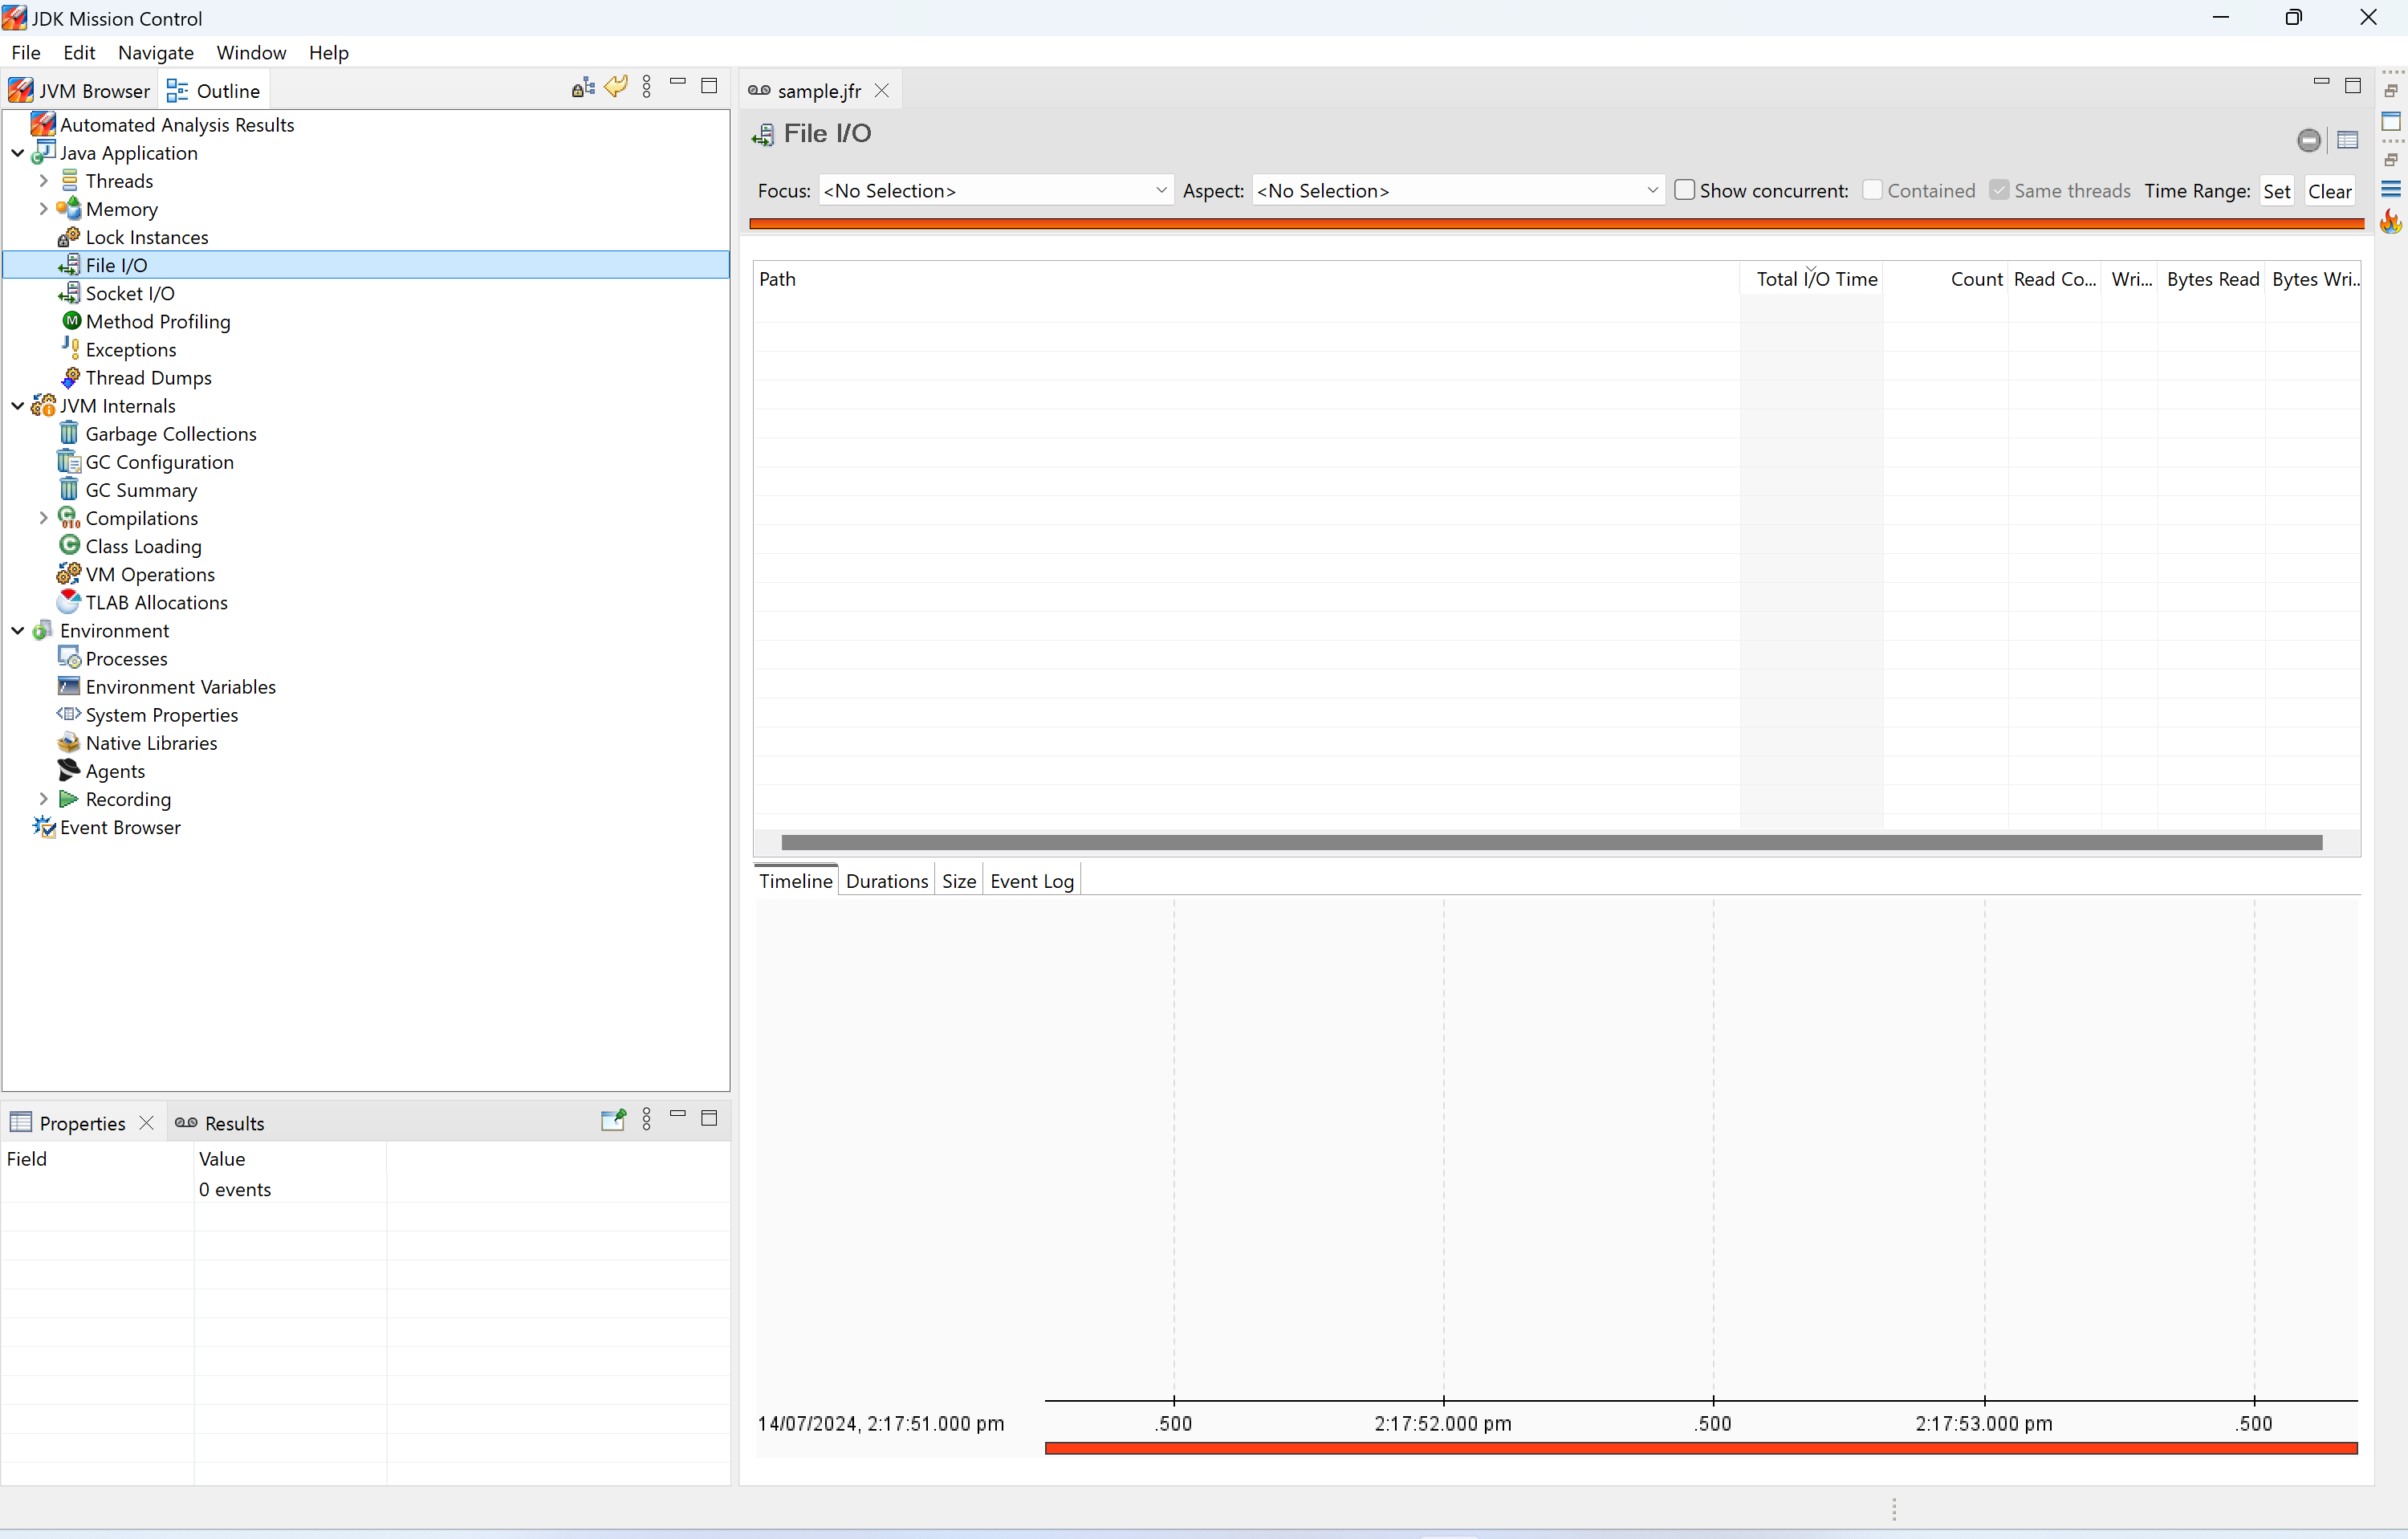 JDK Mission Control
File Edit Navigate Window Help
JVM Browser Outline
Automated Analysis Results
Java Application
Threads
Memory
Lock Instances
File I/O
Socket I/O
Method Profiling
Exceptions
Thread Dumps
JVM Internals
Garbage Collections
GC Configuration
GC Summary
Compilations
Class Loading
VM Operations
TLAB Allocations
Environment
Processes
Environment Variables
System Properties
Native Libraries
Agents
Recording
Event Browser
Properties Results
Field Value
0 events
sample.jfr
File I/O
Focus: <No Selection> Aspect: <No Selection> Show concurrent: Contained Same threads Time Range: Set Clear
Path Total I/O Time Count Read Co... Wri... Bytes Read Bytes Wri...
Timeline Durations Size Event Log
14/07/2024, 2:17:51.000 pm .500 2:17:52.000 pm .500 2:17:53.000 pm .500